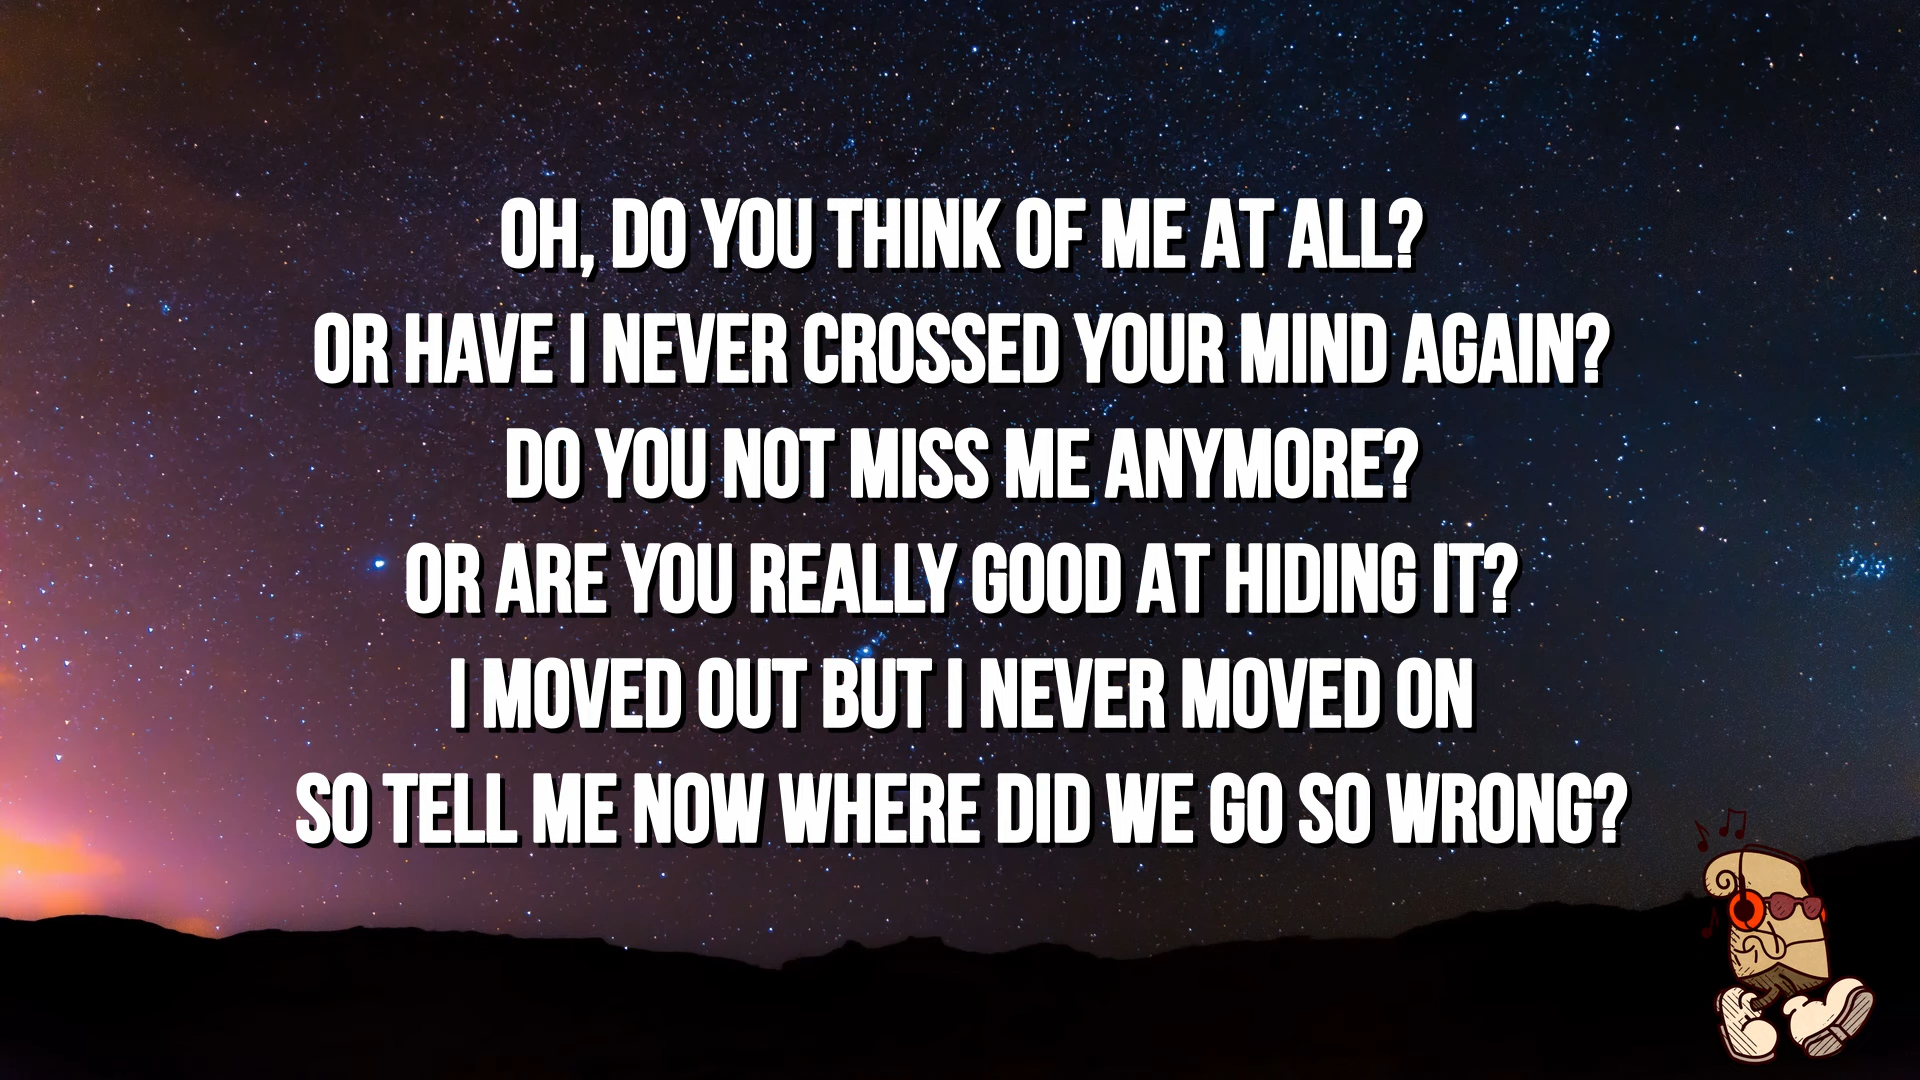 OH, DO YOU THINK OF ME AT ALL?
OR HAVE I NEVER CROSSED YOUR MIND AGAIN?
DO YOU NOT MISS ME ANYMORE?
OR ARE YOU REALLY GOOD AT HIDING IT?
I MOVED OUT BUT I NEVER MOVED ON
SO TELL ME NOW WHERE DID WE GO SO WRONG?